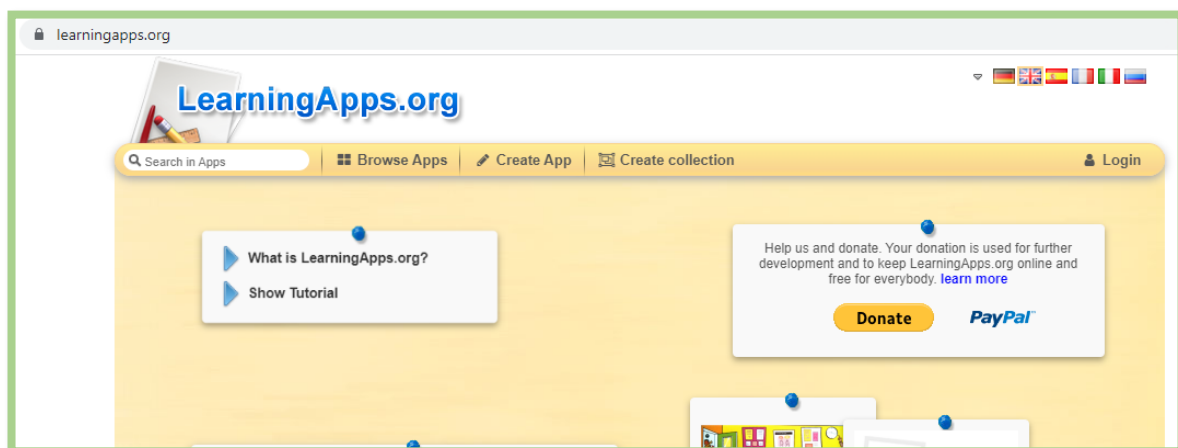 learningapps.org
LearningApps.org
Search in Apps
Browse Apps
Create App
Create collection
Login
What is LearningApps.org?
Show Tutorial
Help us and donate. Your donation is used for further
development and to keep LearningApps.org online and
free for everybody. learn more
Donate
PayPal